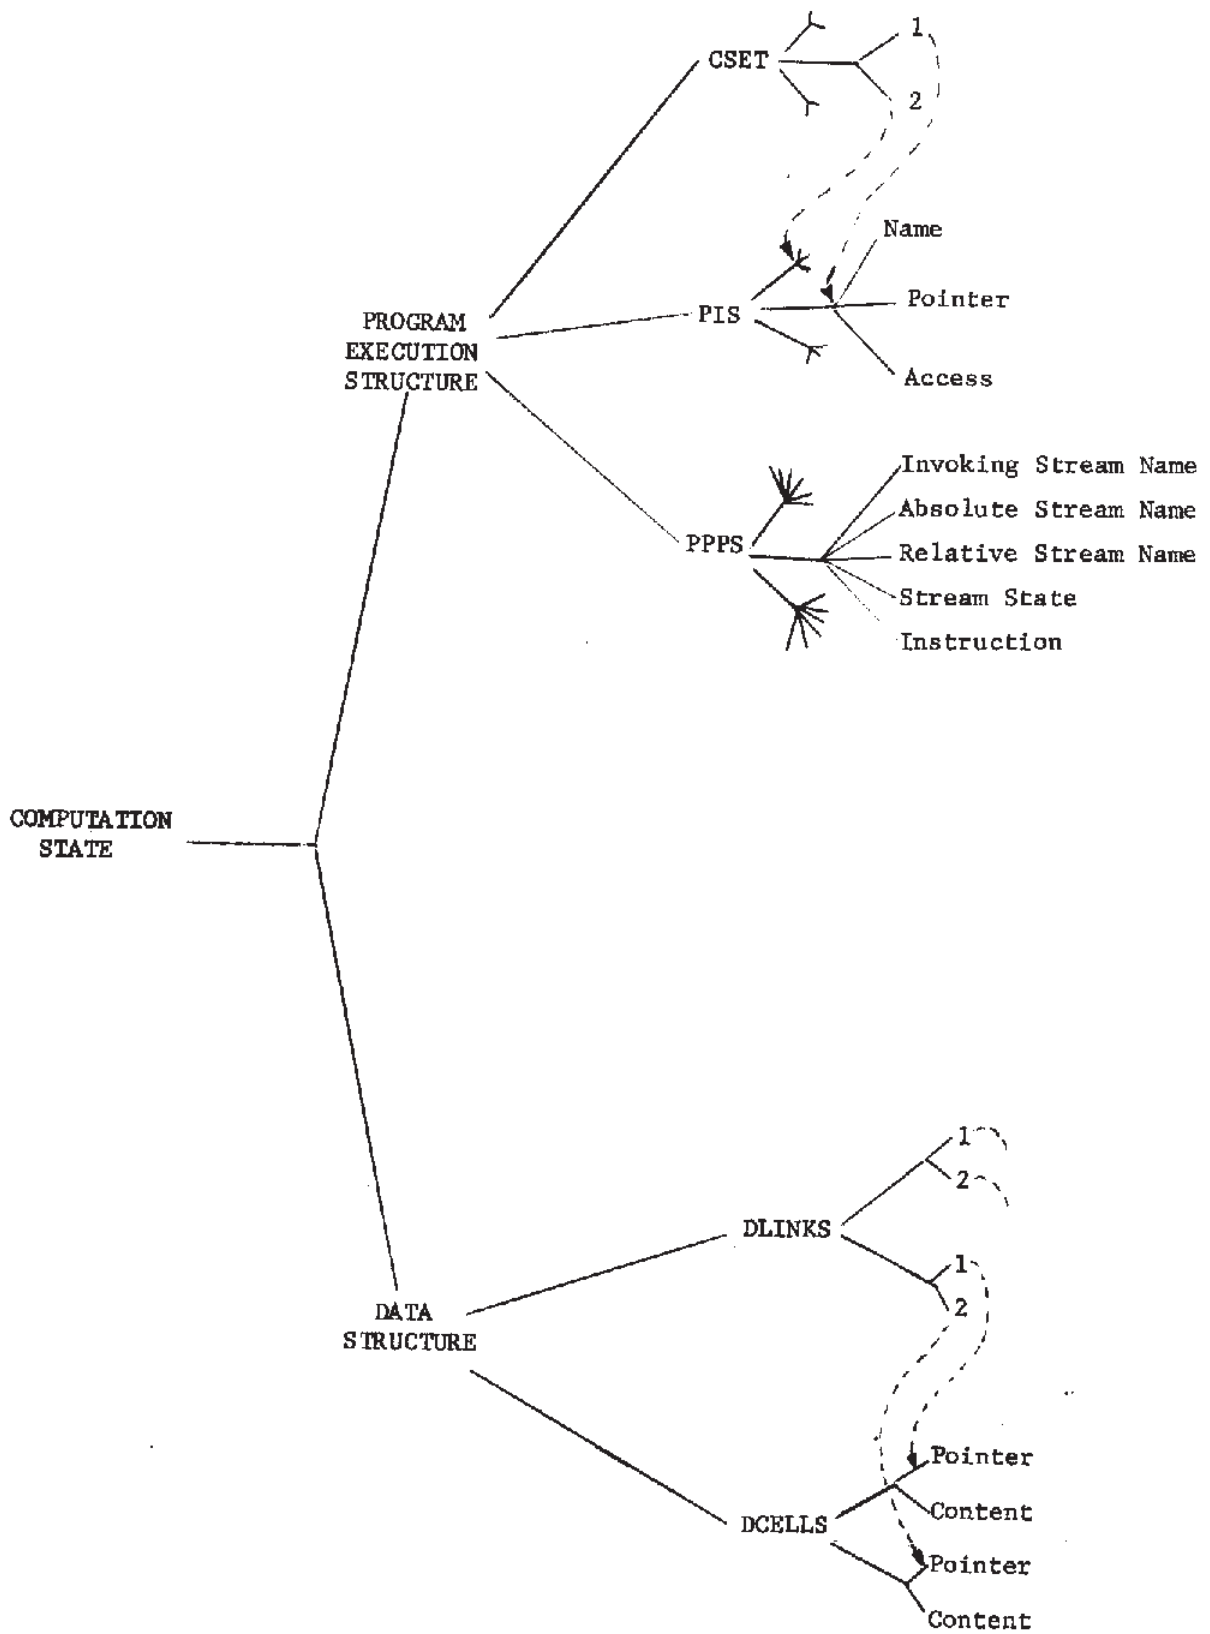 CSET
1
2
Name
PIS
Pointer
Access
PROGRAM
EXECUTION
STRUCTURE
PPPS
Invoking Stream Name
Absolute Stream Name
Relative Stream Name
Stream State
Instruction
COMPUTATION
STATE
DLINKS
1
2
1
2
DATA
STRUCTURE
DCELLS
Pointer
Content
Pointer
Content